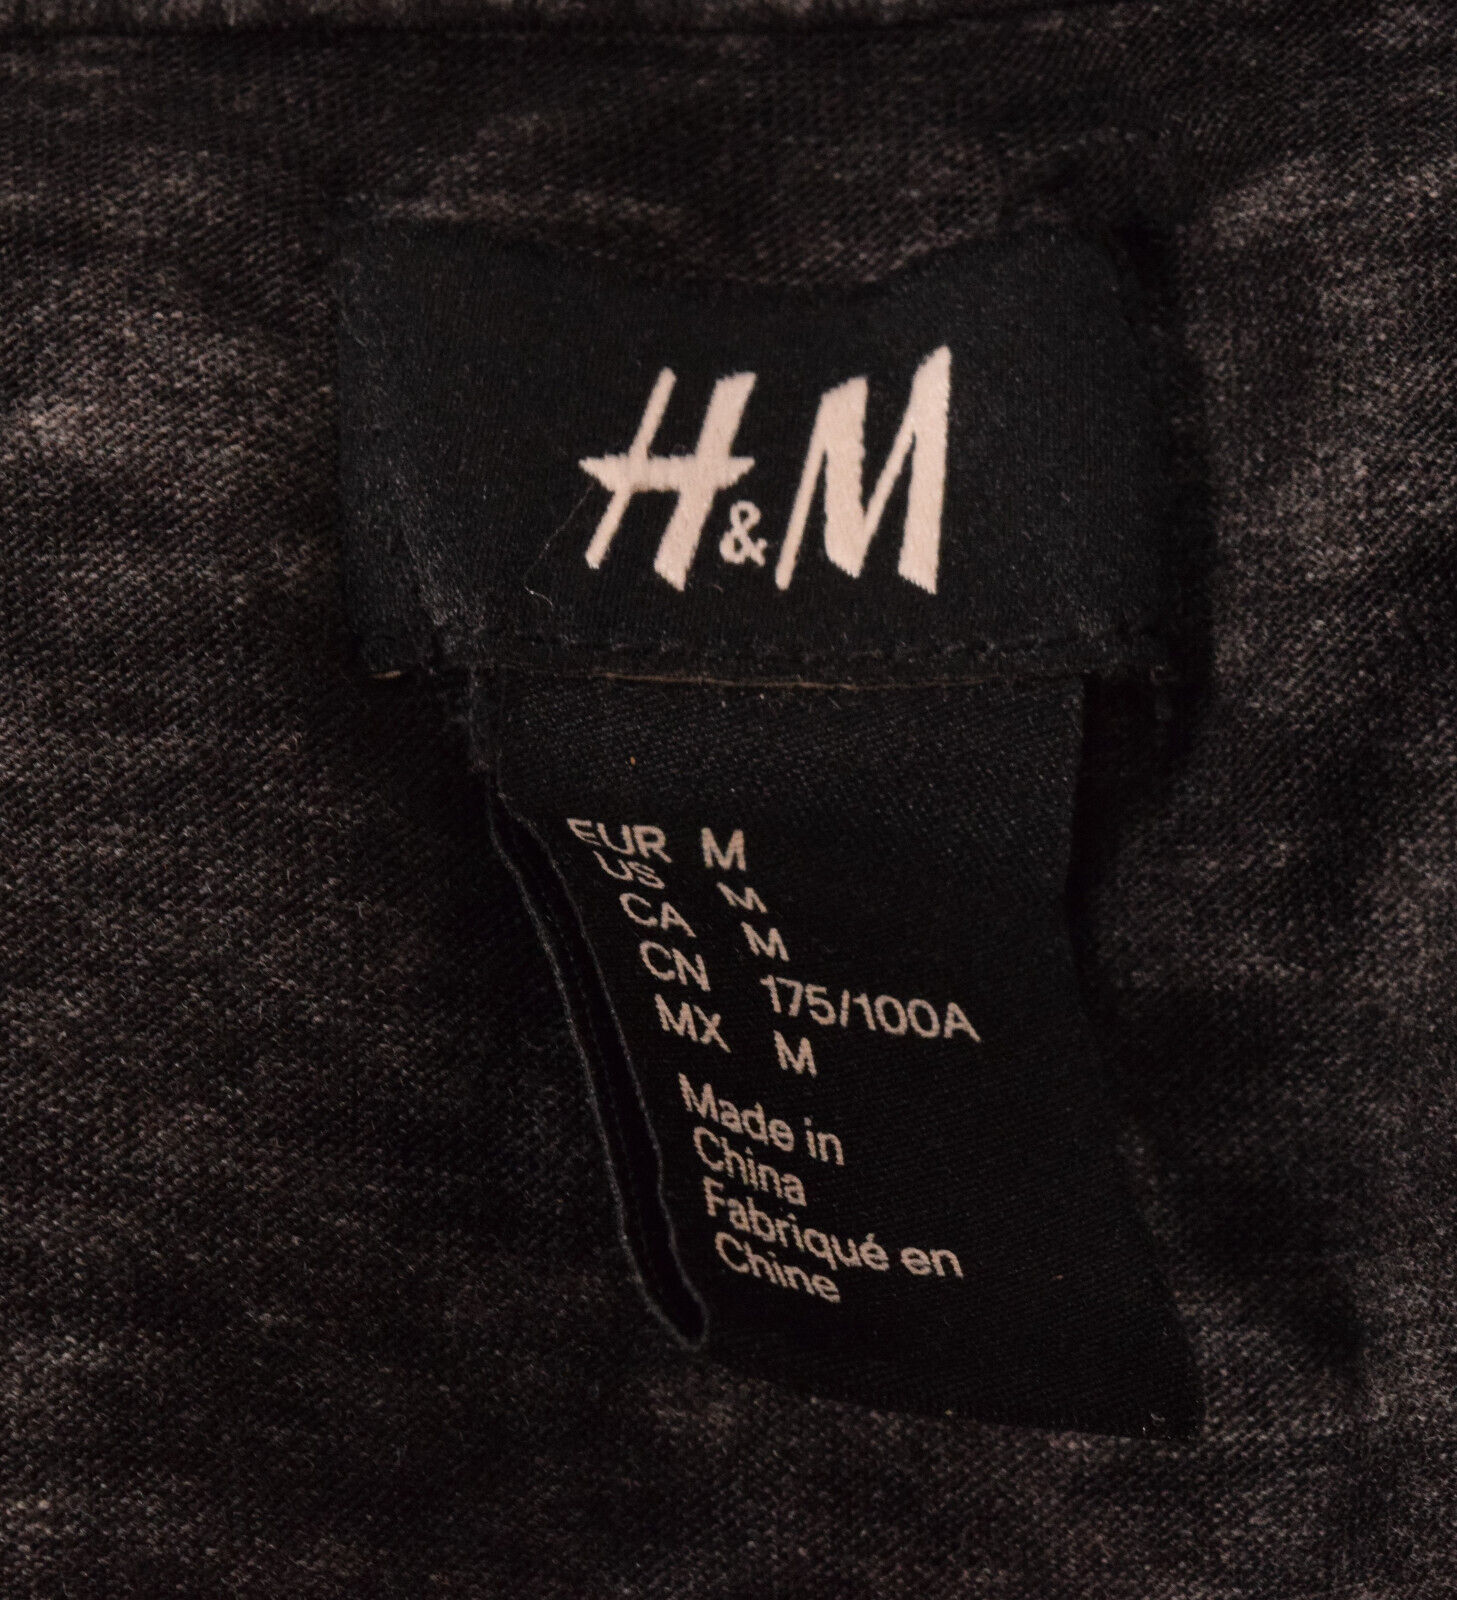 H&M
EUR M
US M
CA M
CN 175/100A
MX M
Made in
China
Fabriqué en
Chine